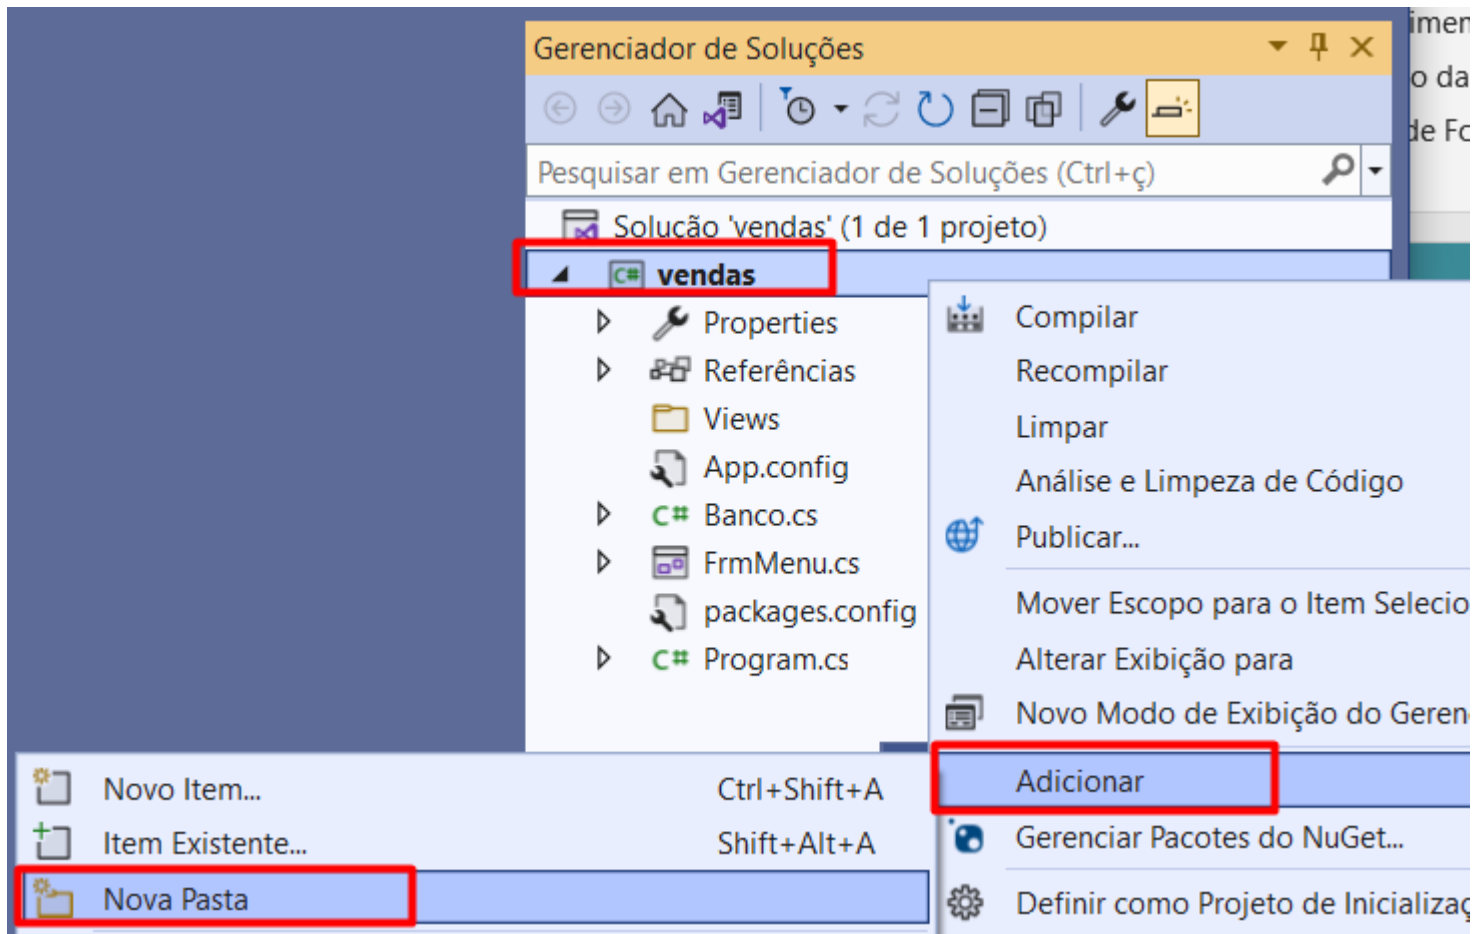 Gerenciador de Soluções
Pesquisar em Gerenciador de Soluções (Ctrl+ç)
Solução 'vendas' (1 de 1 projeto)
C# vendas
Properties
Referências
Views
App.config
C# Banco.cs
FrmMenu.cs
packages.config
C# Program.cs
o da
de Fo
Compilar
Recompilar
Limpar
Análise e Limpeza de Código
Publicar...
Mover Escopo para o Item Selecio
Alterar Exibição para
Novo Modo de Exibição do Geren
Adicionar
Gerenciar Pacotes do NuGet...
Definir como Projeto de Inicializaç
Novo Item... Ctrl+Shift+A
Item Existente... Shift+Alt+A
Nova Pasta